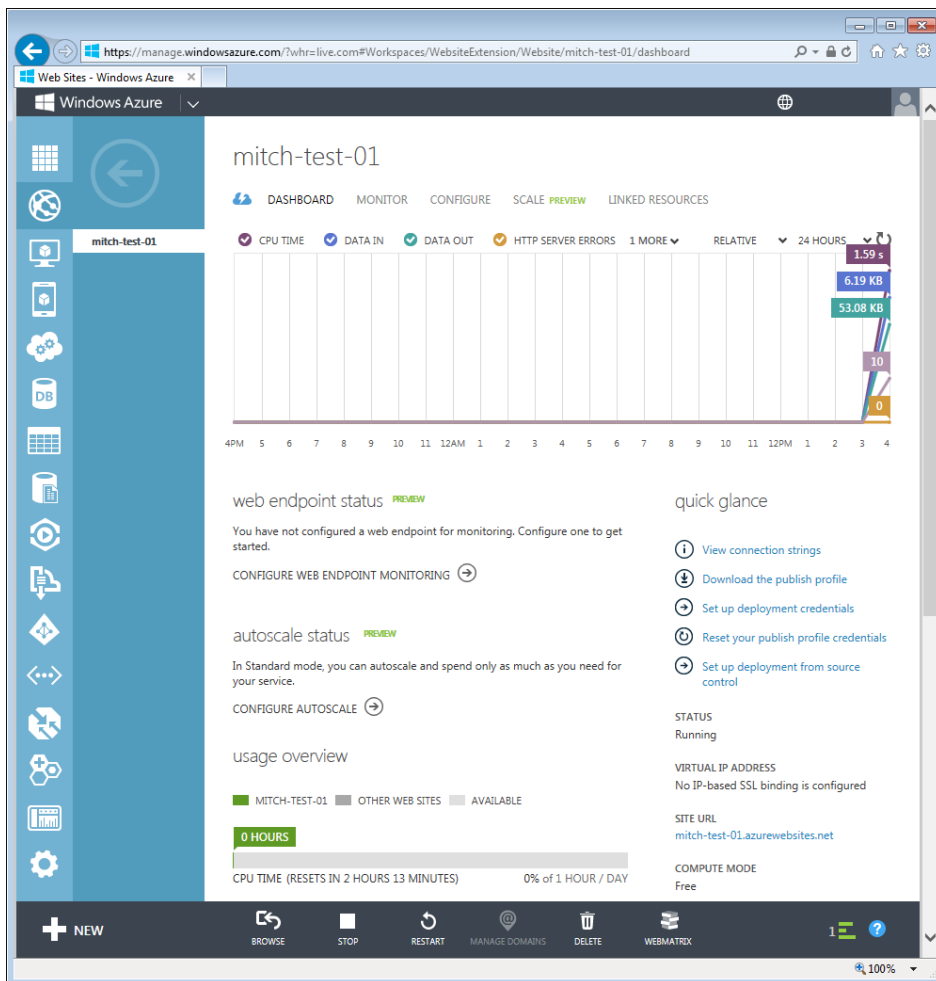 https://manage.windowsazure.com/?whr=live.com#Workspaces/WebsiteExtension/Website/mitch-test-01/dashboard
Web Sites - Windows Azure
Windows Azure
mitch-test-01
DASHBOARD MONITOR CONFIGURE SCALE PREVIEW LINKED RESOURCES
mitch-test-01
CPU TIME DATA IN DATA OUT HTTP SERVER ERRORS 1 MORE RELATIVE 24 HOURS
1.59 s
6.19 KB
53.08 KB
10
0
4PM 5 6 7 8 9 10 11 12AM 1 2 3 4 5 6 7 8 9 10 11 12PM 1 2 3 4
web endpoint status PREVIEW
You have not configured a web endpoint for monitoring. Configure one to get
started.
CONFIGURE WEB ENDPOINT MONITORING
autoscale status PREVIEW
In Standard mode, you can autoscale and spend only as much as you need for
your service.
CONFIGURE AUTOSCALE
usage overview
MITCH-TEST-01 OTHER WEB SITES AVAILABLE
0 HOURS
CPU TIME (RESETS IN 2 HOURS 13 MINUTES) 0% of 1 HOUR / DAY
quick glance
View connection strings
Download the publish profile
Set up deployment credentials
Reset your publish profile credentials
Set up deployment from source
control
STATUS
Running
VIRTUAL IP ADDRESS
No IP-based SSL binding is configured
SITE URL
mitch-test-01.azurewebsites.net
COMPUTE MODE
Free
DB
NEW
BROWSE STOP RESTART MANAGE DOMAINS DELETE WEBMATRIX
1 ?
100%